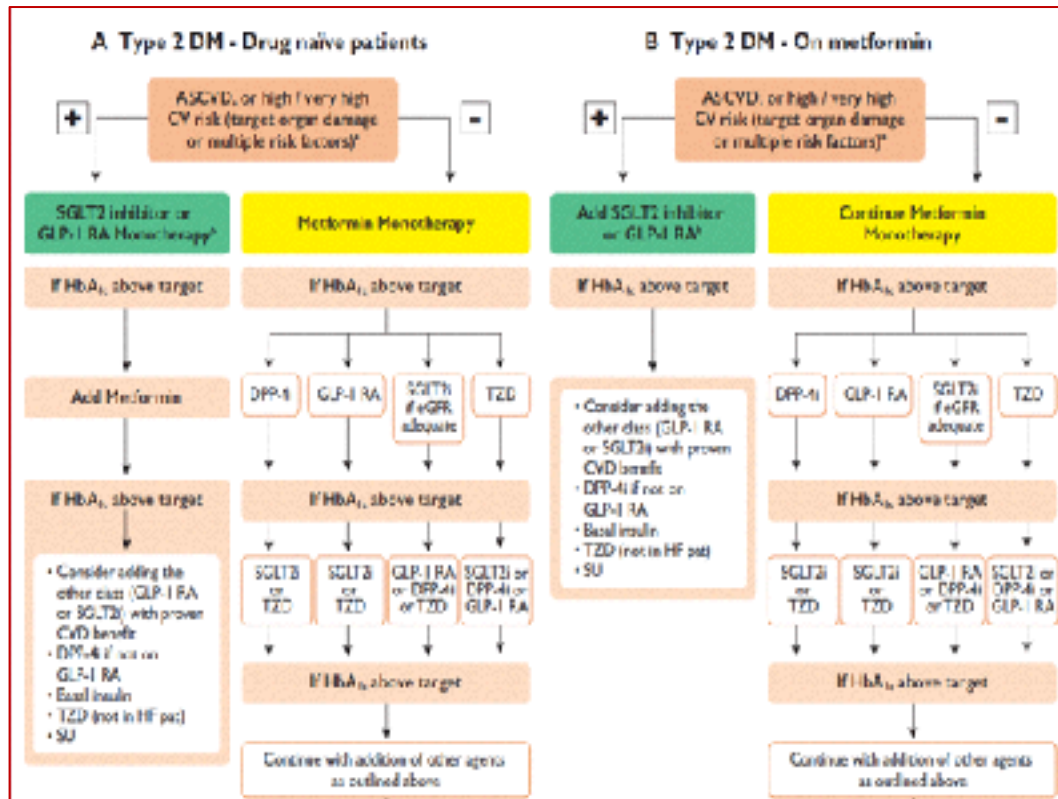 A Type 2 DM - Drug naïve patients
ASCVD, or high / very high
CV risk (target organ damage
or multiple risk factors)ᵃ
+
-
SGLT2 inhibitor or
GLP-1 RA Monotherapyᵇ
Metformin Monotherapy
If HbA₁c above target
If HbA₁c above target
Add Metformin
DPP-4i
GLP-1 RA
SGLT2i
if eGFR
adequate
TZD
If HbA₁c above target
If HbA₁c above target
• Consider adding the
other class (GLP-1 RA
or SGLT2i) with proven
CVD benefit
• DPP-4i if not on
GLP-1 RA
• Basal insulin
• TZD (not in HF pat)
• SU
SGLT2i
or
TZD
SGLT2i
or
TZD
GLP-1 RA
or DPP-4i
or TZD
SGLT2i or
DPP-4i or
GLP-1 RA
If HbA₁c above target
Continue with addition of other agents
as outlined above
B Type 2 DM - On metformin
ASCVD, or high / very high
CV risk (target organ damage
or multiple risk factors)ᵃ
+
-
Add SGLT2 inhibitor
or GLP-1 RAᵇ
Continue Metformin
Monotherapy
If HbA₁c above target
If HbA₁c above target
• Consider adding the
other class (GLP-1 RA
or SGLT2i) with proven
CVD benefit
• DPP-4i if not on
GLP-1 RA
• Basal insulin
• TZD (not in HF pat)
• SU
DPP-4i
GLP-1 RA
SGLT2i
if eGFR
adequate
TZD
If HbA₁c above target
SGLT2i
or
TZD
SGLT2i
or
TZD
GLP-1 RA
or DPP-4i
or TZD
SGLT2i or
DPP-4i or
GLP-1 RA
If HbA₁c above target
Continue with addition of other agents
as outlined above